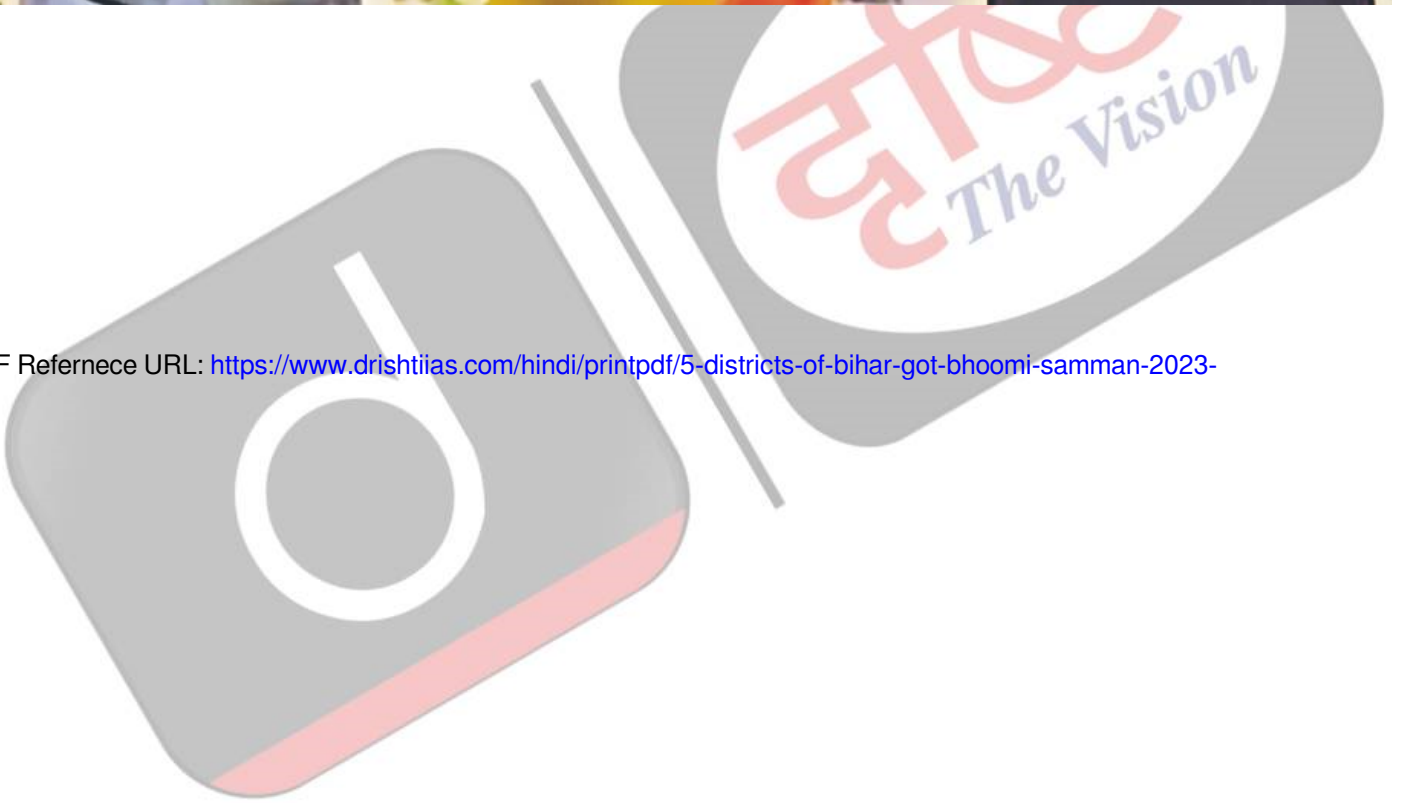 दृष्टि
The Vision
F Refernece URL: https://www.drishtiias.com/hindi/printpdf/5-districts-of-bihar-got-bhoomi-samman-2023-
d